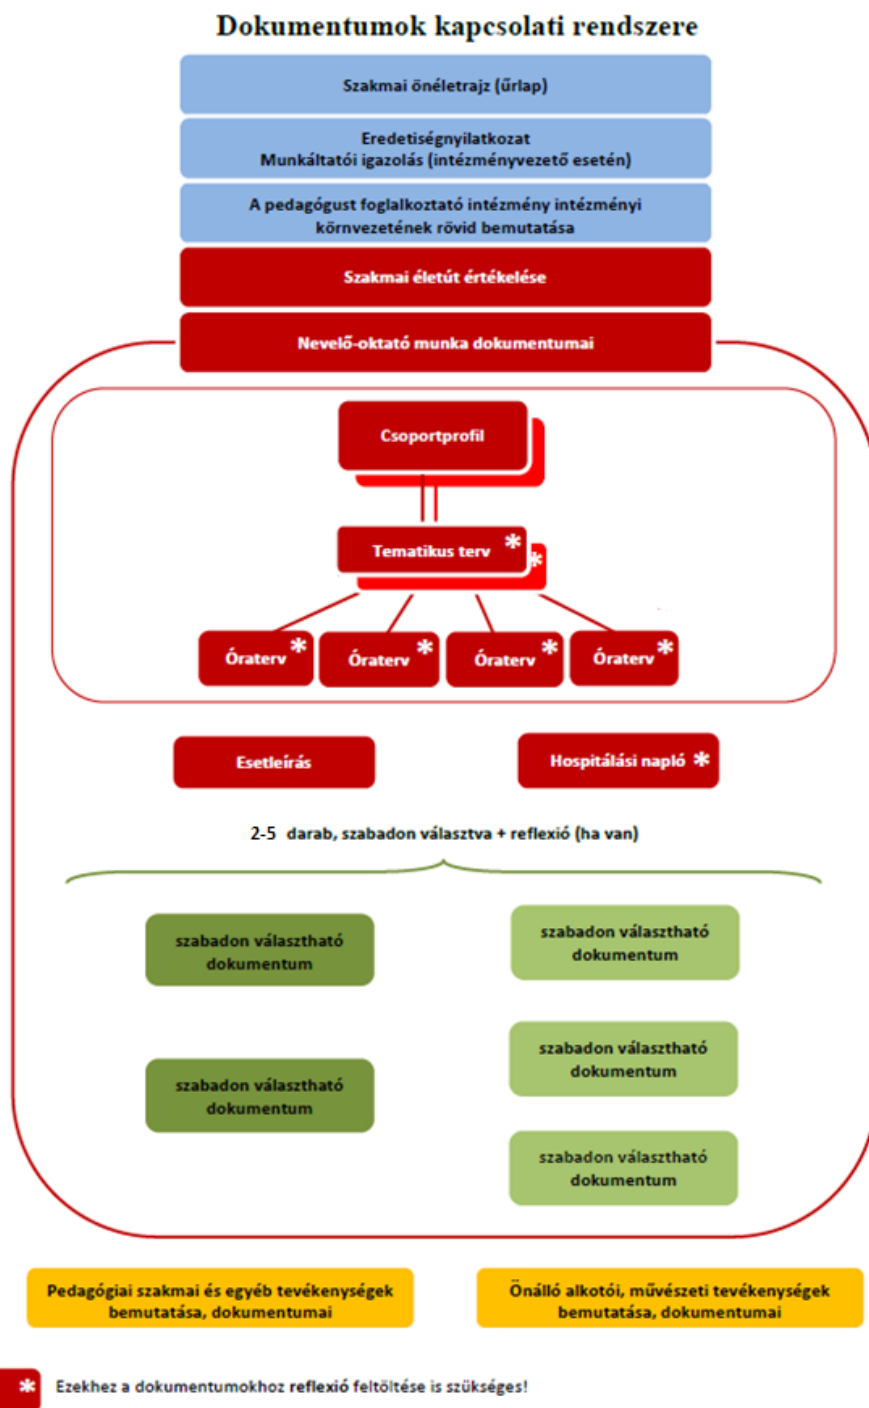 Dokumentumok kapcsolati rendszere
Szakmai önéletrajz (űrlap)
Eredetiségnyilatkozat
Munkáltatói igazolás (intézményvezető esetén)
A pedagógust foglalkoztató intézmény intézményi
környezetének rövid bemutatása
Szakmai életút értékelése
Nevelő-oktató munka dokumentumai
Csoportprofil
Tematikus terv *
*
Óraterv * Óraterv * Óraterv * Óraterv *
Esetleírás
Hospitálási napló *
2-5 darab, szabadon választva + reflexió (ha van)
szabadon választható
dokumentum
szabadon választható
dokumentum
szabadon választható
dokumentum
szabadon választható
dokumentum
szabadon választható
dokumentum
Pedagógiai szakmai és egyéb tevékenységek
bemutatása, dokumentumai
Önálló alkotói, művészeti tevékenységek
bemutatása, dokumentumai
* Ezekhez a dokumentumokhoz reflexió feltöltése is szükséges!